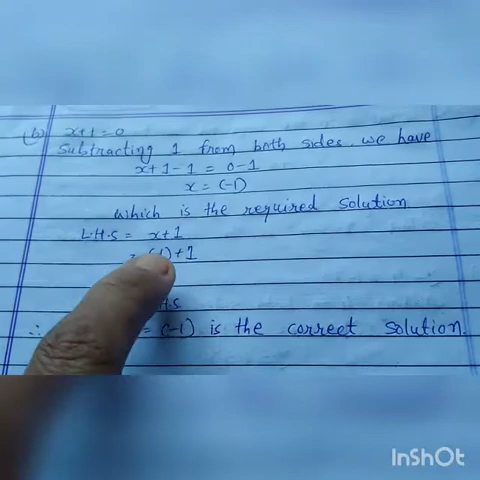 (b) x+1=0
Subtracting 1 from both sides, we have
x+1-1 = 0-1
x = (-1)
which is the required solution
L.H.S = x+1
= (-1)+1
H.S
∴ = (-1) is the correct solution.
InShOt